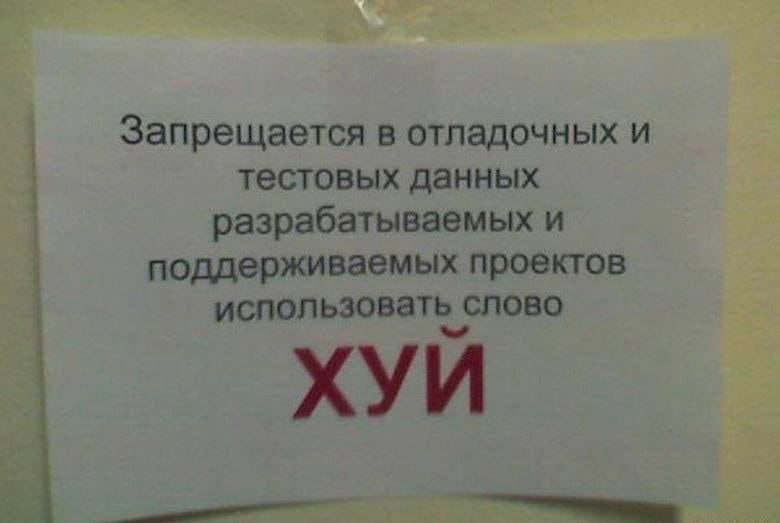 Запрещается в отладочных и
тестовых данных
разрабатываемых и
поддерживаемых проектов
использовать слово
ХУЙ